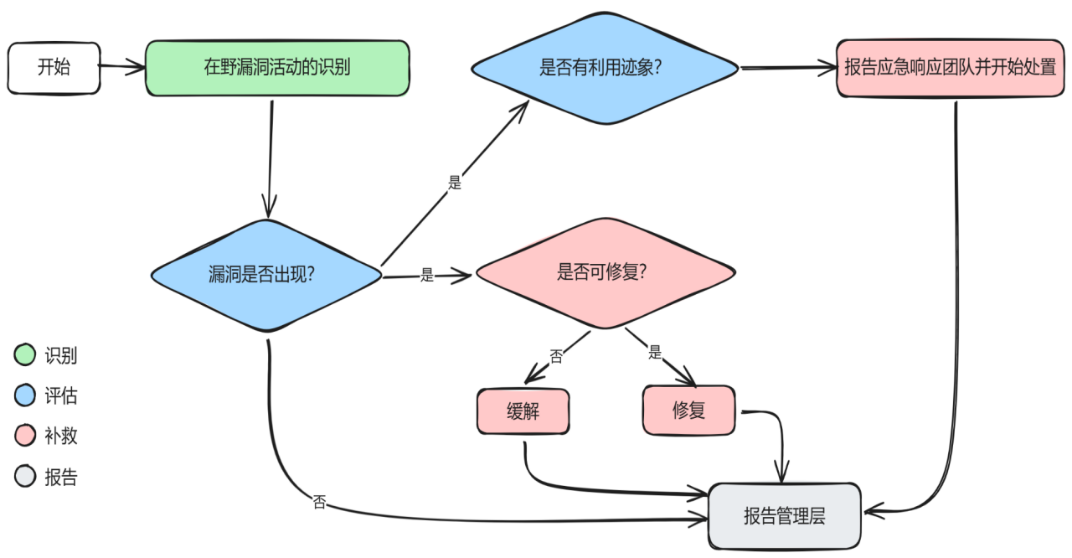 开始
在野漏洞活动的识别
是否有利用迹象?
报告应急响应团队并开始处置
是
漏洞是否出现?
是
是否可修复?
否
是
缓解
修复
识别
评估
补救
报告
否
报告管理层